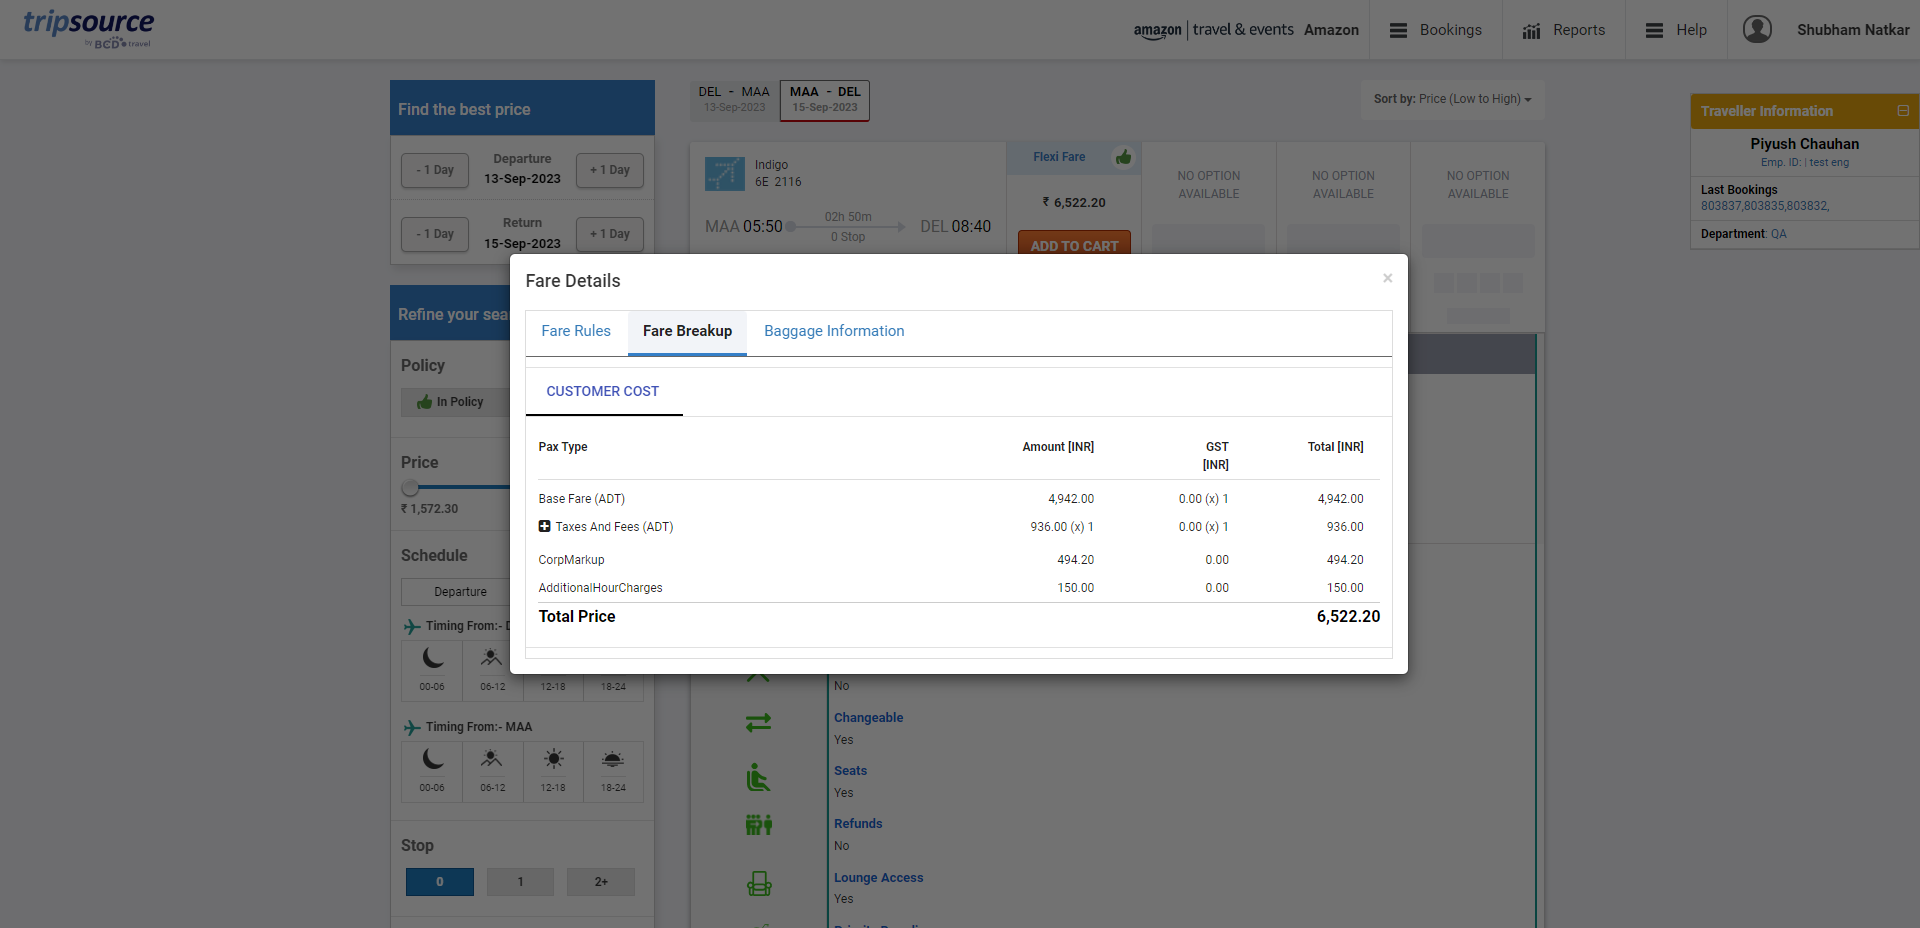 tripsource
by BCD travel
amazon | travel & events Amazon
Bookings
Reports
Help
Shubham Natkar
Find the best price
- 1 Day
Departure
13-Sep-2023
+ 1 Day
- 1 Day
Return
15-Sep-2023
+ 1 Day
Refine your
Policy
In Policy
Price
₹ 1,572.30
Schedule
Departure
Timing From:-
00-06
06-12
12-18
18-24
Timing From:- MAA
00-06
06-12
12-18
18-24
Stop
0
1
2+
DEL - MAA
13-Sep-2023
MAA - DEL
15-Sep-2023
Sort by: Price (Low to High)
Indigo
6E 2116
MAA 05:50
02h 50m
0 Stop
DEL 08:40
Flexi Fare
₹ 6,522.20
ADD TO CART
NO OPTION
AVAILABLE
NO OPTION
AVAILABLE
NO OPTION
AVAILABLE
Traveller Information
Piyush Chauhan
Emp. ID: | test eng
Last Bookings
803837,803835,803832,
Department: QA
Fare Details
×
Fare Rules
Fare Breakup
Baggage Information
CUSTOMER COST
Pax Type Amount [INR] GST [INR] Total [INR]
Base Fare (ADT) 4,942.00 0.00 (x) 1 4,942.00
Taxes And Fees (ADT) 936.00 (x) 1 0.00 (x) 1 936.00
CorpMarkup 494.20 0.00 494.20
AdditionalHourCharges 150.00 0.00 150.00
Total Price 6,522.20
No
Changeable
Yes
Seats
Yes
Refunds
No
Lounge Access
Yes